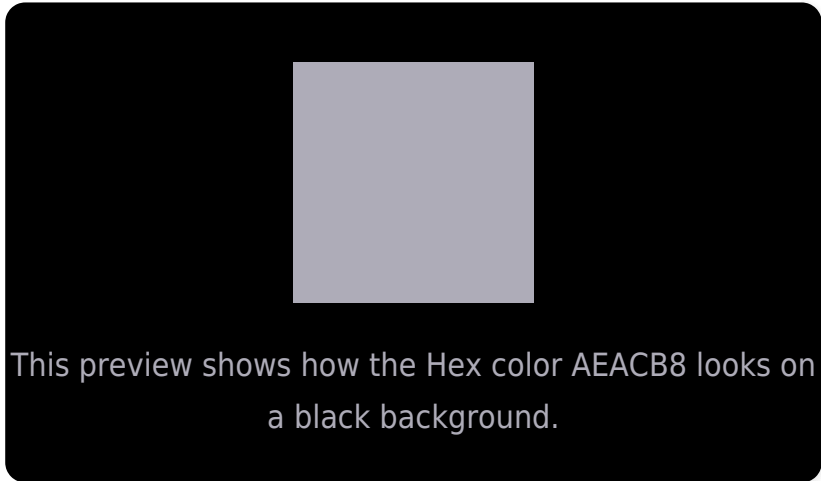 This preview shows how the Hex color AEACB8 looks on
a black background.